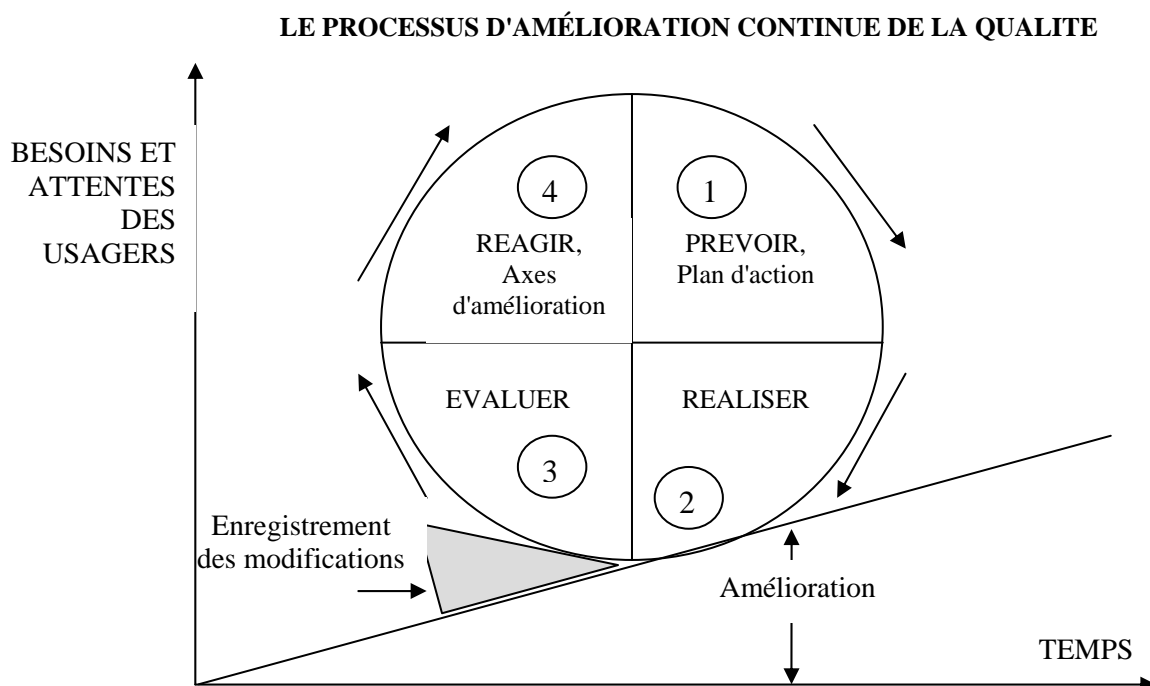 LE PROCESSUS D'AMÉLIORATION CONTINUE DE LA QUALITE
BESOINS ET
ATTENTES
DES
USAGERS
4
REAGIR,
Axes
d'amélioration
1
PREVOIR,
Plan d'action
EVALUER
3
REALISER
2
Enregistrement
des modifications
Amélioration
TEMPS